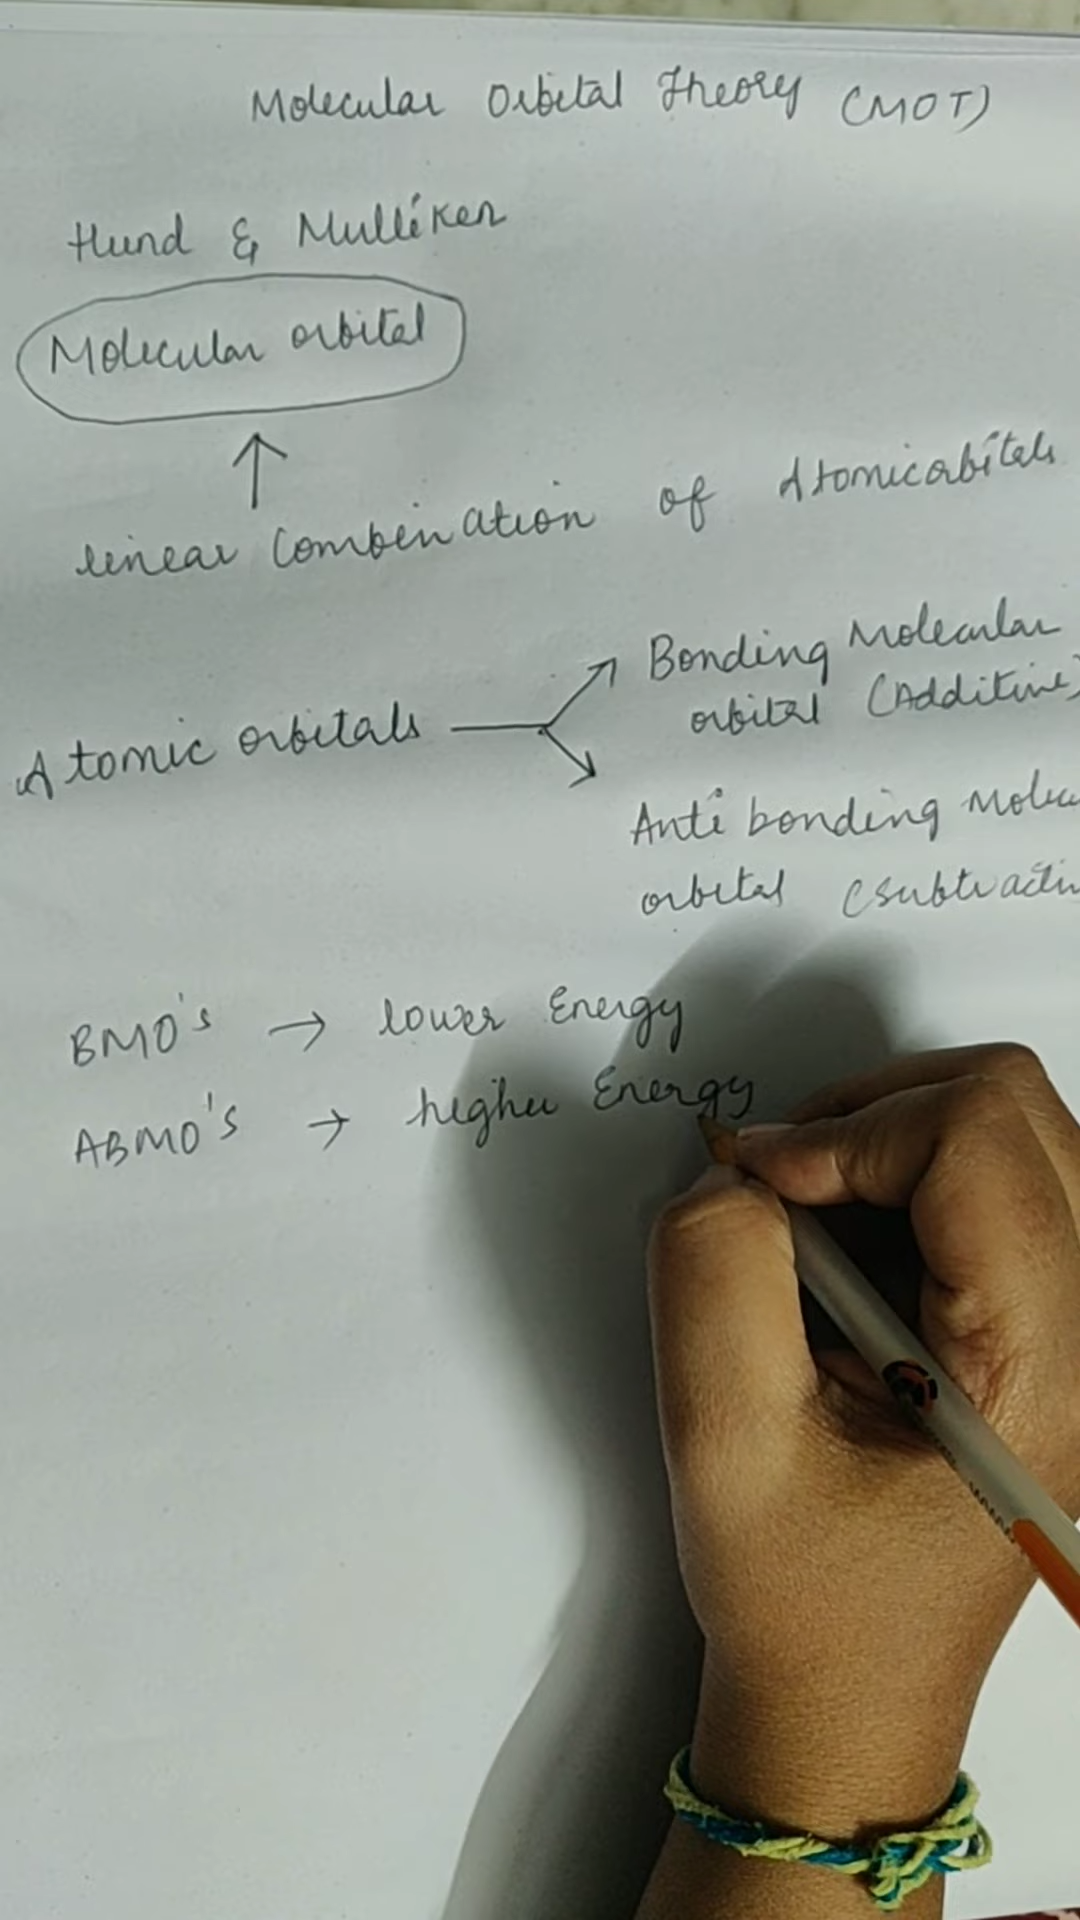 Molecular Orbital Theory (MOT)
Hund & Mulliken
Molecular orbital
↑
linear Combination of Atomic orbitals
Atomic orbitals
Bonding Molecular
orbital (Additive)
Anti bonding
orbital
BMO's → lower Energy
ABMO's → higher Energy